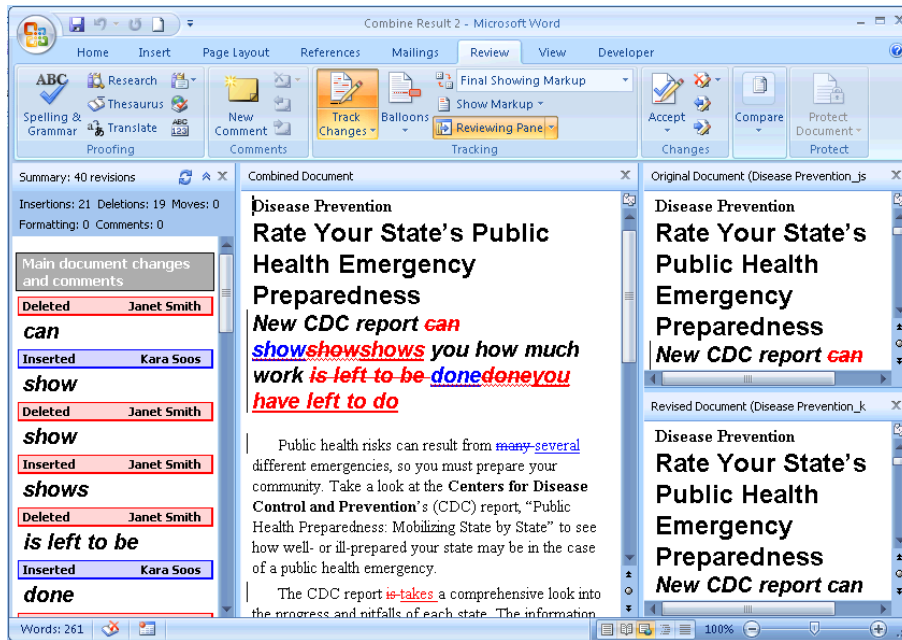 Combine Result 2 - Microsoft Word
Home Insert Page Layout References Mailings Review View Developer
ABC
Spelling &
Grammar
Research
Thesaurus
Translate
ABC
123
Proofing
New
Comment
Comments
Track
Changes
Balloons
Final Showing Markup
Show Markup
Reviewing Pane
Tracking
Accept
Changes
Compare
Protect
Document
Protect
Summary: 40 revisions
Insertions: 21 Deletions: 19 Moves: 0
Formatting: 0 Comments: 0
Main document changes
and comments
Deleted Janet Smith
can
Inserted Kara Soos
show
Deleted Janet Smith
show
Inserted Janet Smith
shows
Deleted Janet Smith
is left to be
Inserted Kara Soos
done
Combined Document
Disease Prevention
Rate Your State's Public
Health Emergency
Preparedness
New CDC report can
showshowshows you how much
work is left to be donedoneyou
have left to do
Public health risks can result from many several
different emergencies, so you must prepare your
community. Take a look at the Centers for Disease
Control and Prevention's (CDC) report, “Public
Health Preparedness: Mobilizing State by State” to see
how well- or ill-prepared your state may be in the case
of a public health emergency.
The CDC report is takes a comprehensive look into
the progress and pitfalls of each state. The information
Original Document (Disease Prevention_js
Disease Prevention
Rate Your State's
Public Health
Emergency
Preparedness
New CDC report can
Revised Document (Disease Prevention_k
Disease Prevention
Rate Your State's
Public Health
Emergency
Preparedness
New CDC report can
Words: 261
100%